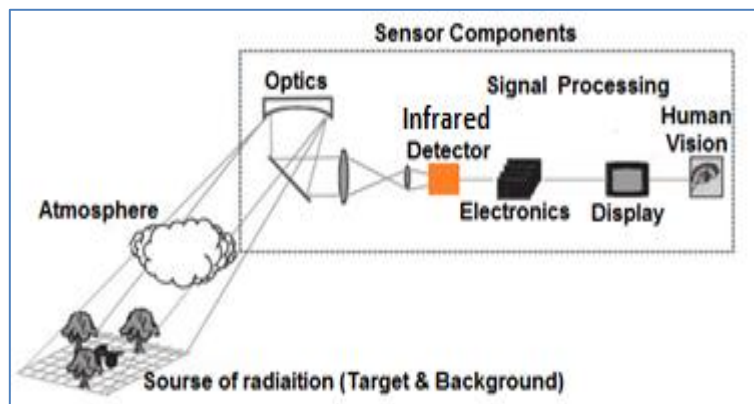 Sensor Components
Optics
Signal Processing
Infrared
Detector
Human
Vision
Atmosphere
Electronics
Display
Sourse of radiaition (Target & Background)